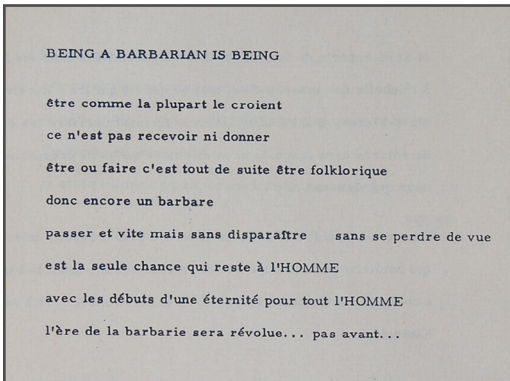 BEING A BARBARIAN IS BEING
être comme la plupart le croient
ce n'est pas recevoir ni donner
être ou faire c'est tout de suite être folklorique
donc encore un barbare
passer et vite mais sans disparaître    sans se perdre de vue
est la seule chance qui reste à l'HOMME
avec les débuts d'une éternité pour tout l'HOMME
l'ère de la barbarie sera révolue... pas avant...